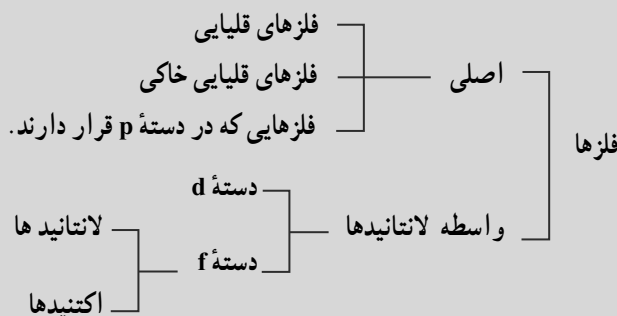 فلزهای قلیایی
فلزهای قلیایی خاکی
فلزهایی که در دستهٔ p قرار دارند.
اصلی
فلزها
واسطه لانتانیدها
دستهٔ d
دستهٔ f
لانتانید ها
اکتنیدها